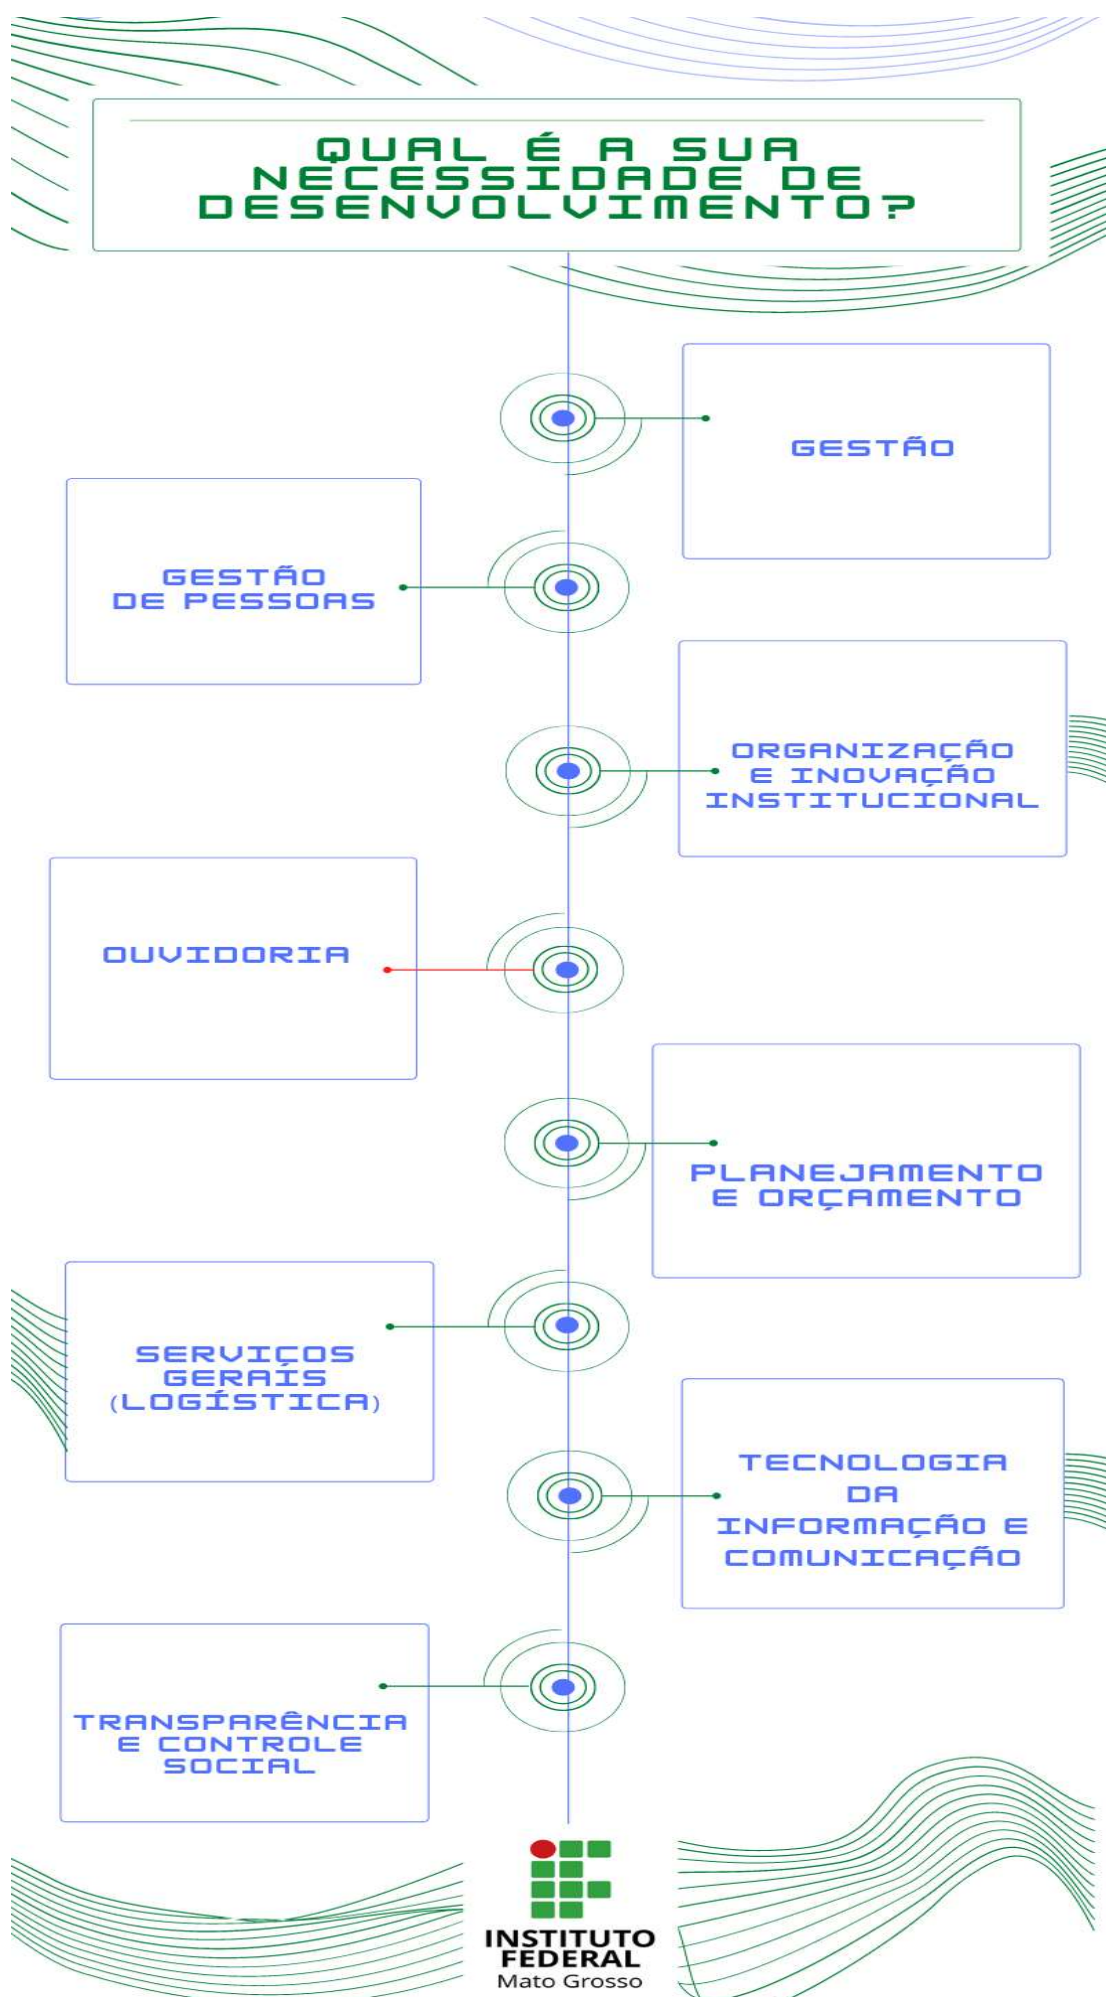 QUAL É A SUA
NECESSIDADE DE
DESENVOLVIMENTO?
GESTÃO
GESTÃO
DE PESSOAS
ORGANIZAÇÃO
E INOVAÇÃO
INSTITUCIONAL
OUVIDORIA
PLANEJAMENTO
E ORÇAMENTO
SERVIÇOS
GERAIS
(LOGÍSTICA)
TECNOLOGIA
DA
INFORMAÇÃO E
COMUNICAÇÃO
TRANSPARÊNCIA
E CONTROLE
SOCIAL
INSTITUTO
FEDERAL
Mato Grosso